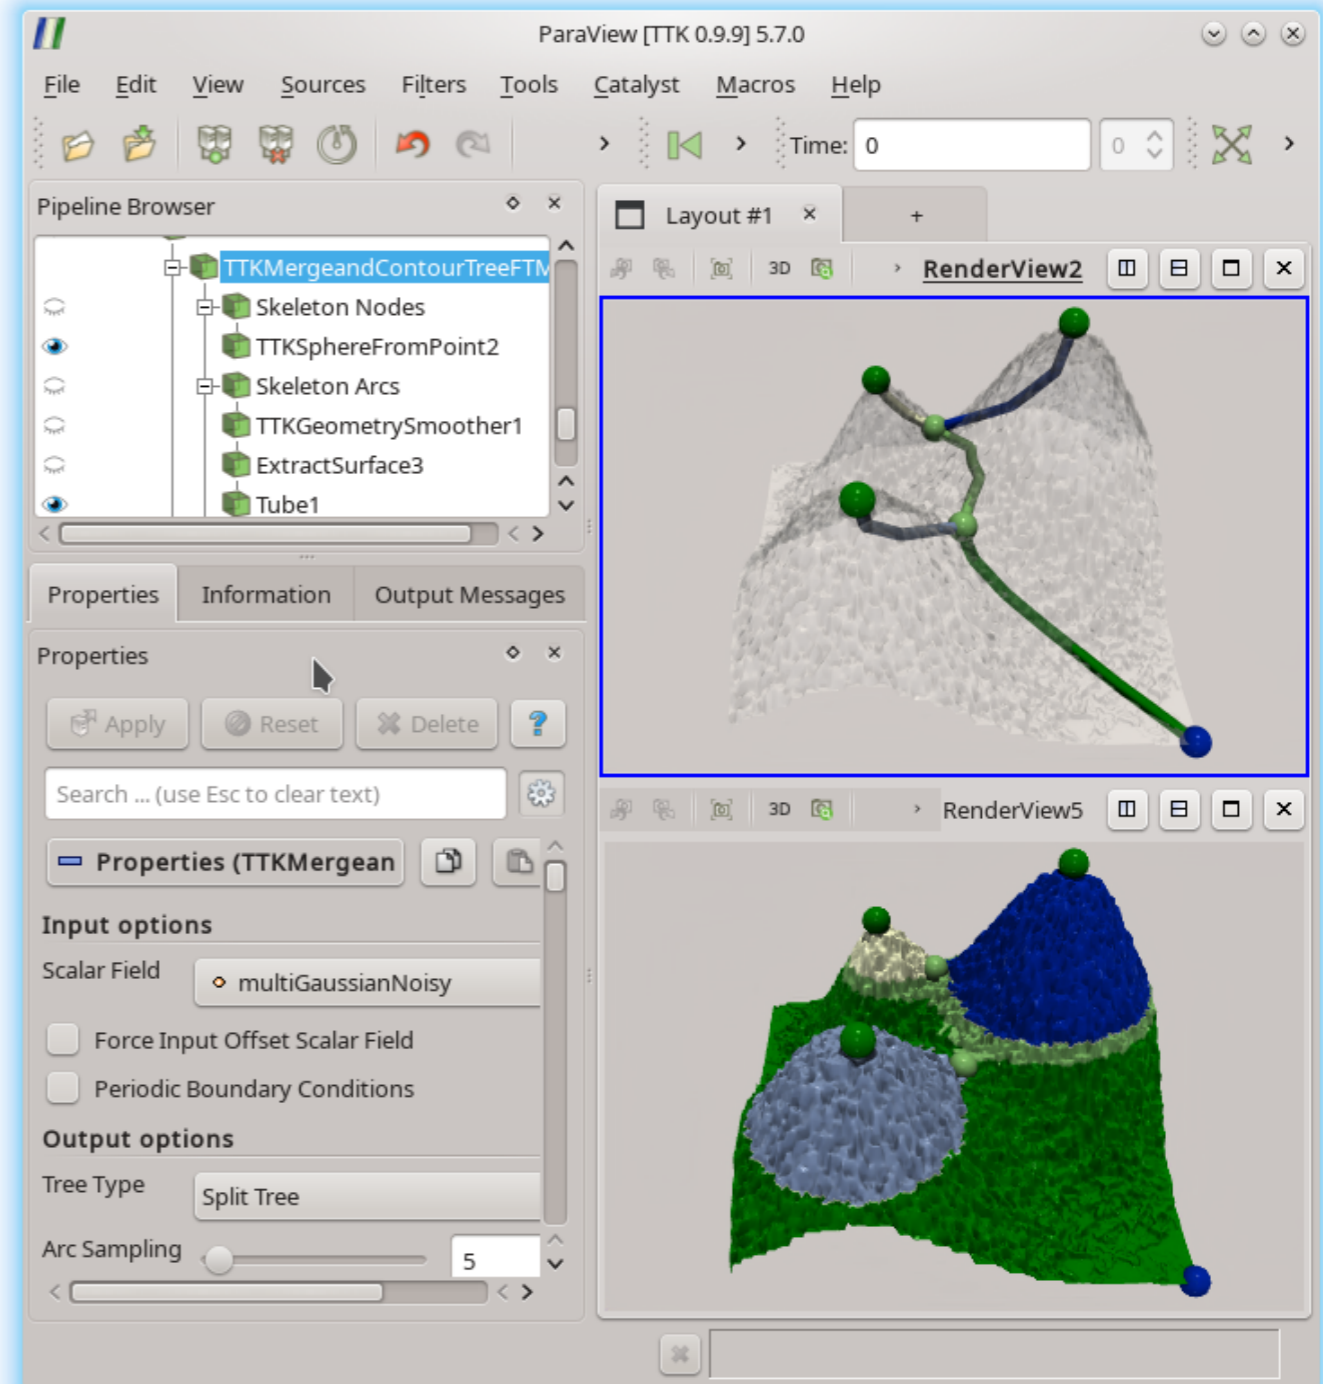 ParaView [TTK 0.9.9] 5.7.0
File Edit View Sources Filters Tools Catalyst Macros Help
Time: 0 0
Pipeline Browser
TTKMergeandContourTreeFTM
Skeleton Nodes
TTKSphereFromPoint2
Skeleton Arcs
TTKGeometrySmoother1
ExtractSurface3
Tube1
Properties Information Output Messages
Properties
Apply Reset Delete ?
Search ... (use Esc to clear text)
Properties (TTKMergean
Input options
Scalar Field multiGaussianNoisy
Force Input Offset Scalar Field
Periodic Boundary Conditions
Output options
Tree Type Split Tree
Arc Sampling 5
Layout #1 +
3D RenderView2
3D RenderView5